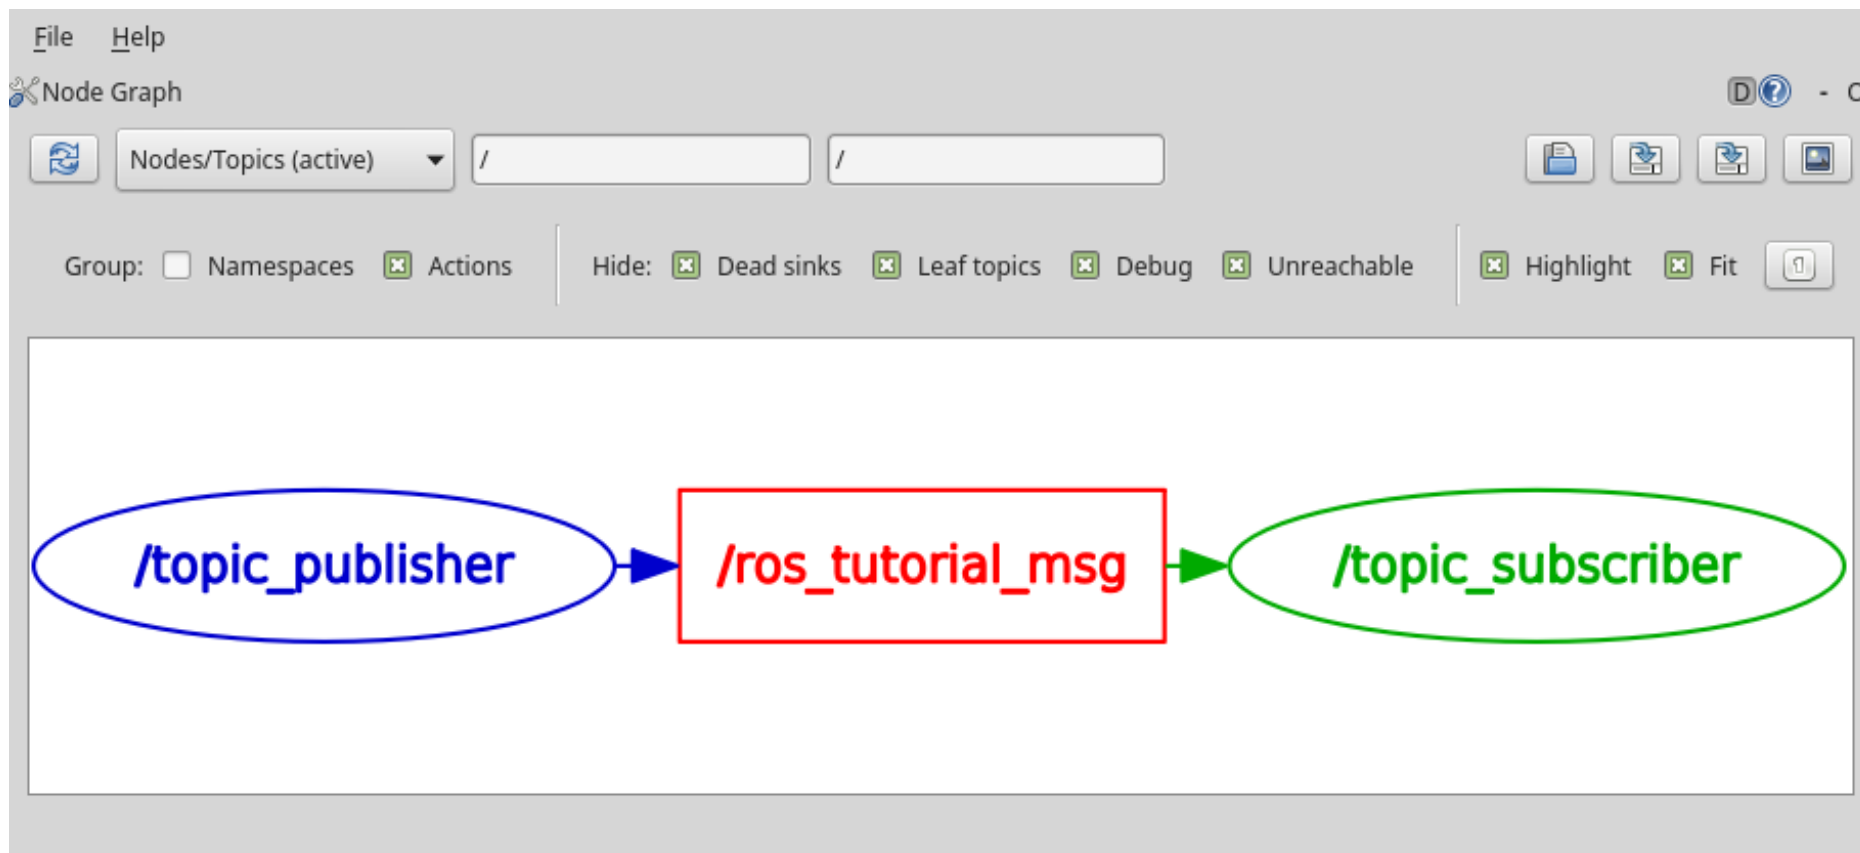 File Help
Node Graph D ? - O
Nodes/Topics (active) / /
Group: Namespaces Actions Hide: Dead sinks Leaf topics Debug Unreachable Highlight Fit
/topic_publisher /ros_tutorial_msg /topic_subscriber